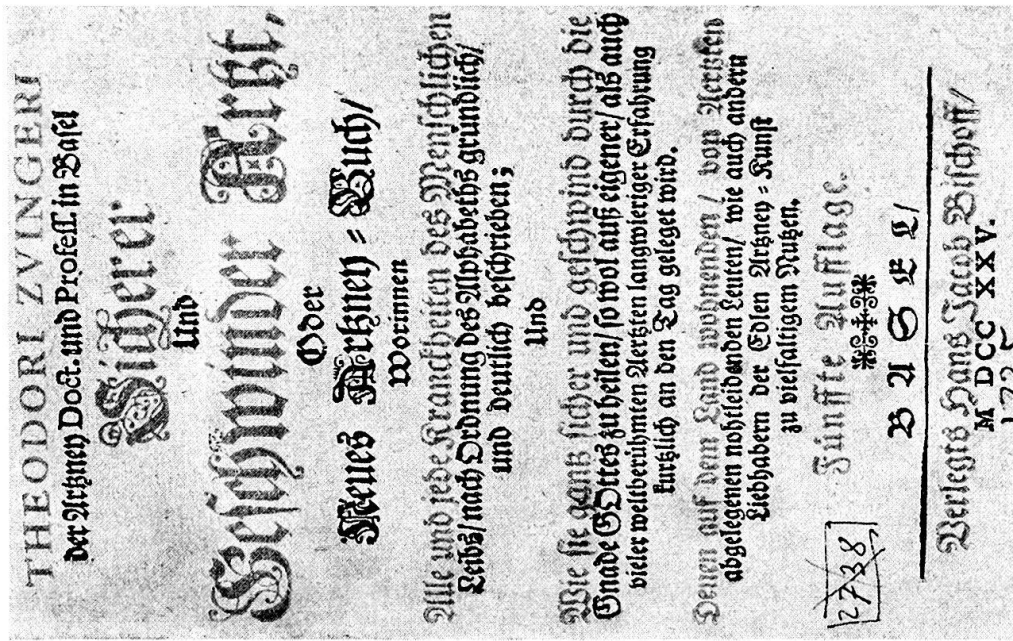 THEODORI ZVINGERI
der Artzney Doct. und Profess. in Basel
Sicherer
Und
Geschwinder Artzt,
Oder
Neues Artzney-Buch/
Worinnen
Alle und jede Kranckheiten des Menschlichen
Leibs/nach Ordnung des Alphabeths gründlich/
und deutlich beschrieben;
Und
Wie sie gantz sicher und geschwind durch die
Gnade GOttes zu heilen/so wol auß eigener/als auch
vieler weltberühmten Aertzten langwieriger Erfahrung
kurtzlich an den Tag geleget wird.
Denen auf dem Land wohnenden/ von Aertzten
abgelegenen nohtleidenden Leuten/ wie auch andern
Liebhabern der Edlen Artzney-Kunst
zu vielfaltigem Nutzen.
Fünffte Aufflage.
2738
BASEL/
Verlegts Hans Jacob Bischoff/
M DCC XXV.
1725